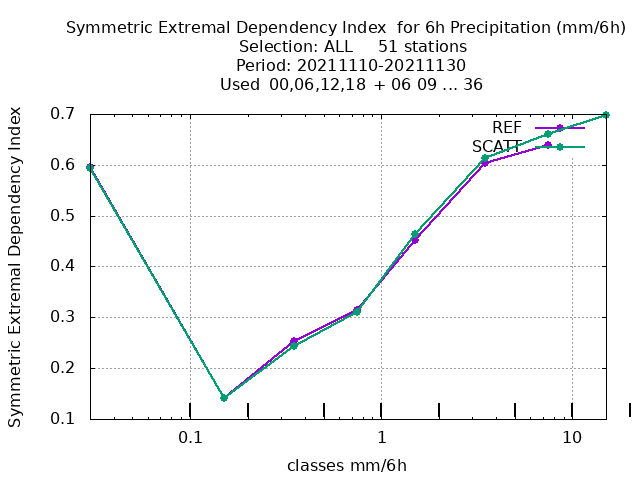 Symmetric Extremal Dependency Index  for 6h Precipitation (mm/6h)
Selection: ALL     51 stations
Period: 20211110-20211130
Used  00,06,12,18  + 06 09 ... 36
REF
SCATT
Symmetric Extremal Dependency Index
0.7
0.6
0.5
0.4
0.3
0.2
0.1
0.1
1
10
classes mm/6h